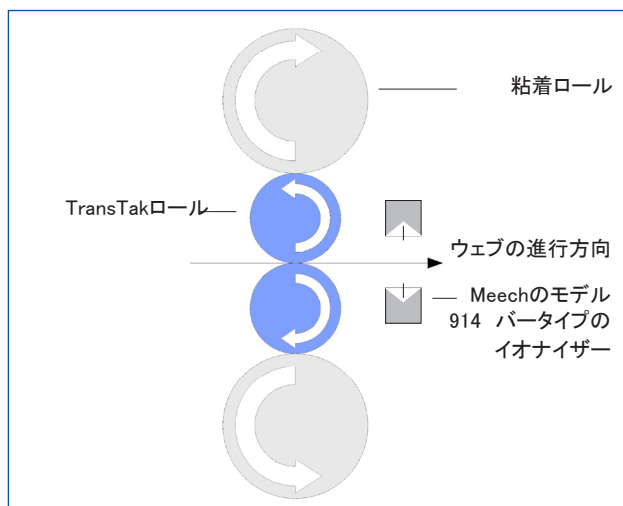 粘着ロール
TransTakロール
ウェブの進行方向
Meechのモデル
914 バータイプの
イオナイザー